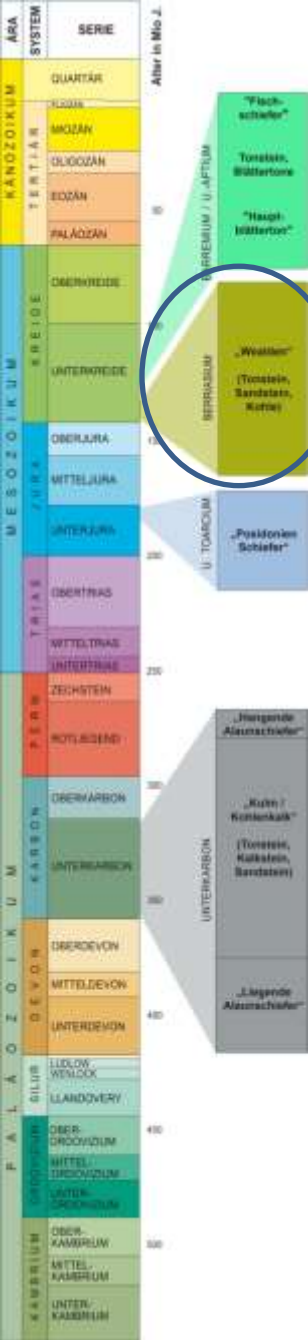 ÄRA
SYSTEM
SERIE
Alter in Mio J.
KÄNOZOIKUM
TERTIÄR
QUARTÄR
MIOZÄN
OLIGOZÄN
EOZÄN
PALÄOZÄN
50
MESOZOIKUM
KREIDE
OBERKREIDE
UNTERKREIDE
JURA
OBERJURA
MITTELJURA
UNTERJURA
200
TRIAS
OBERTRIAS
MITTELTRIAS
UNTERTRIAS
250
PALÄOZOIKUM
PERM
ZECHSTEIN
ROTLIEGEND
300
KARBON
OBERKARBON
UNTERKARBON
350
DEVON
OBERDEVON
MITTELDEVON
UNTERDEVON
400
SILUR
LUDLOW
WENLOCK
LLANDOVERY
450
ORDOVIZIUM
OBER-
ORDOVIZIUM
MITTEL-
ORDOVIZIUM
UNTER-
ORDOVIZIUM
500
KAMBRIUM
OBER-
KAMBRIUM
MITTEL-
KAMBRIUM
UNTER-
KAMBRIUM
BARREMIUM / U. APTIUM
"Fisch-
schiefer"
Tonstein,
Blättertone
"Haupt-
blätterton"
BERRIASIUM
„Wealden"
(Tonstein,
Sandstein,
Kohle)
U. TOARCIUM
„Posidonien
Schiefer"
UNTERKARBON
„Hangende
Alaunschiefer"
„Kulm /
Kohlenkalk"
(Tonstein,
Kalkstein,
Sandstein)
„Liegende
Alaunschiefer"